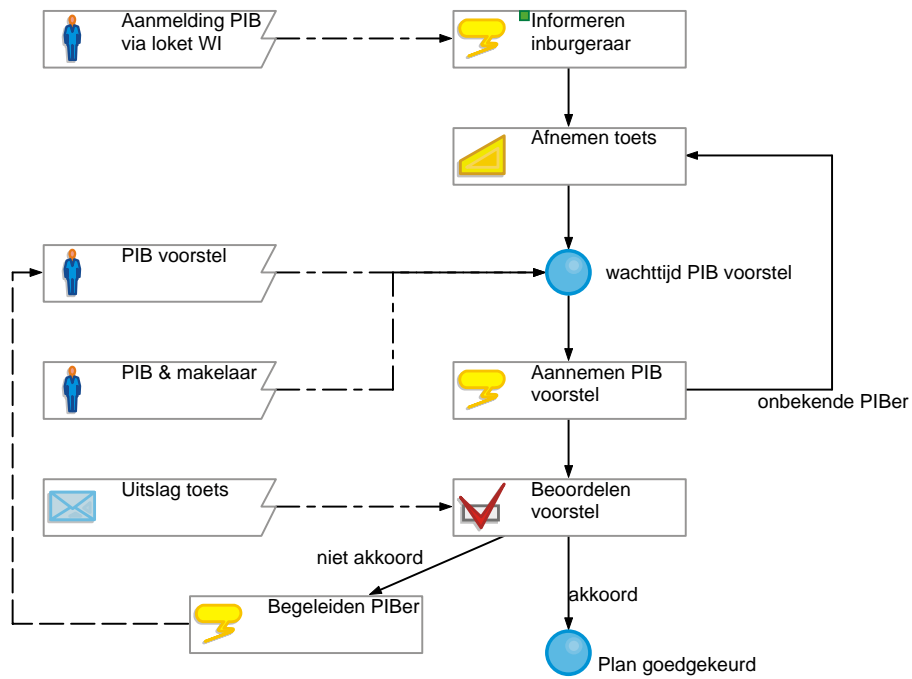 Aanmelding PIB
via loket WI
Informeren
inburgeraar
Afnemen toets
PIB voorstel
wachttijd PIB voorstel
PIB & makelaar
Aannemen PIB
voorstel
onbekende PIBer
Uitslag toets
Beoordelen
voorstel
niet akkoord
Begeleiden PIBer
akkoord
Plan goedgekeurd